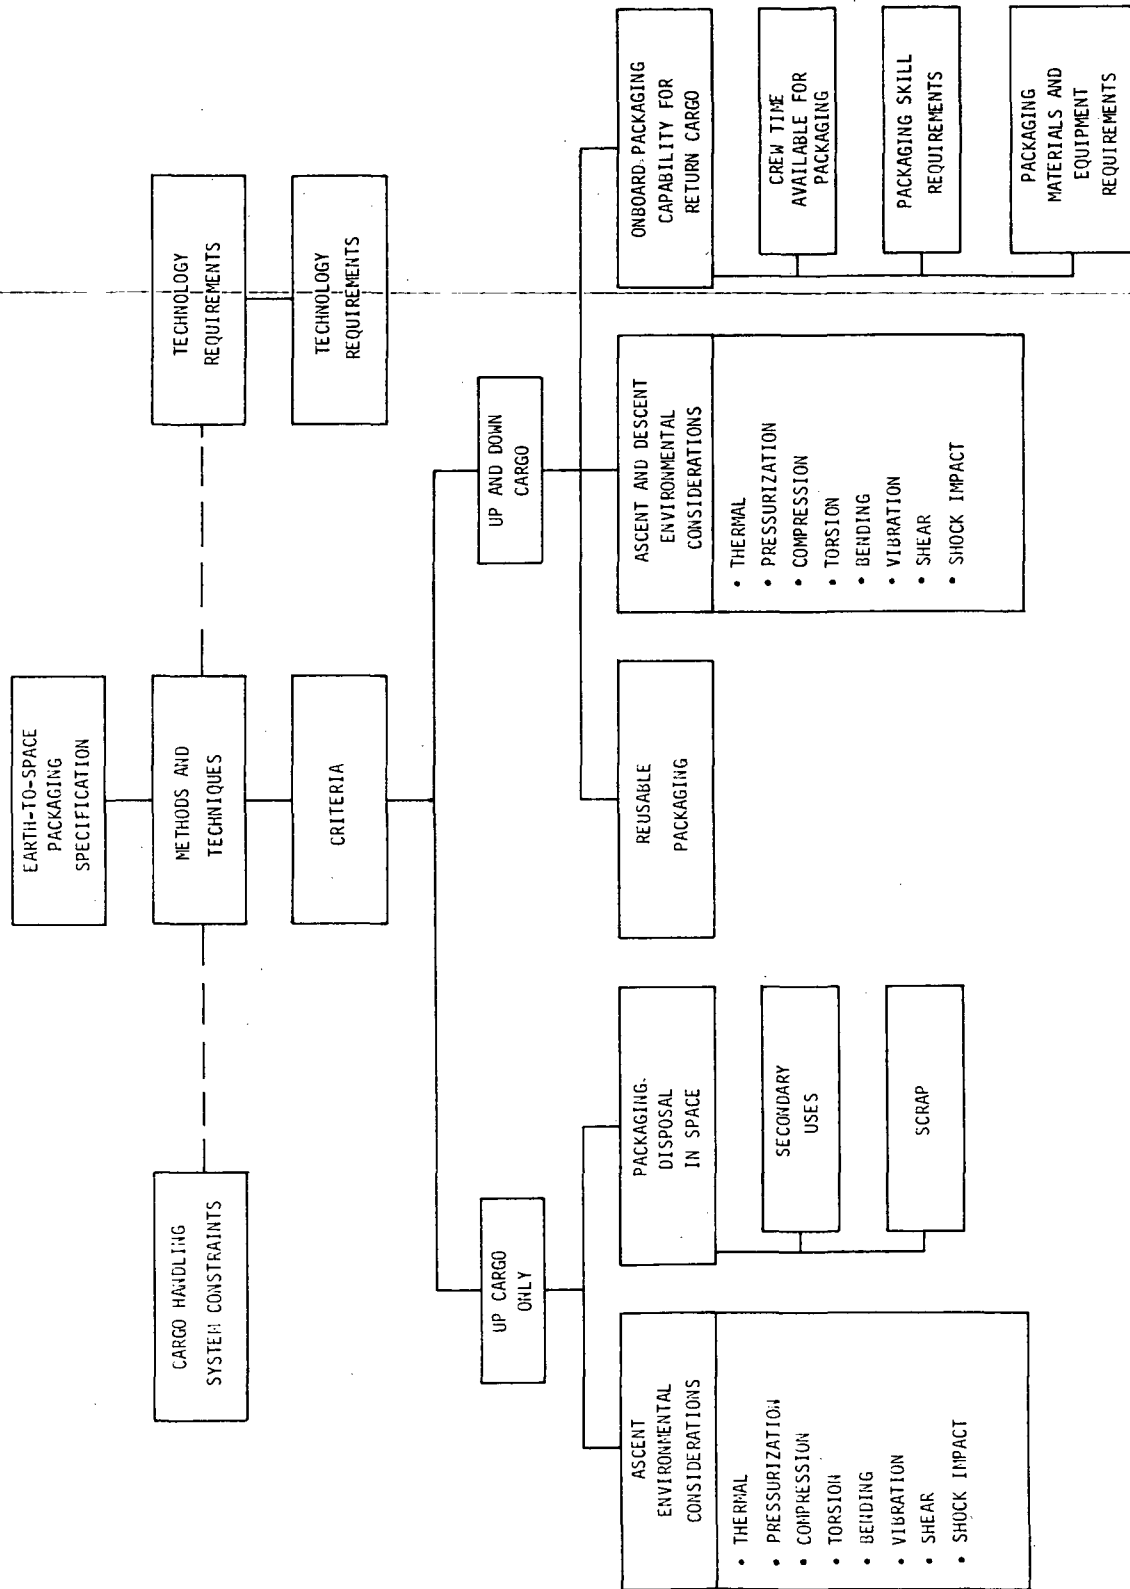 EARTH-TO-SPACE
PACKAGING
SPECIFICATION
CARGO HANDLING
SYSTEM CONSTRAINTS
METHODS AND
TECHNIQUES
TECHNOLOGY
REQUIREMENTS
CRITERIA
TECHNOLOGY
REQUIREMENTS
UP CARGO
ONLY
UP AND DOWN
CARGO
ASCENT
ENVIRONMENTAL
CONSIDERATIONS
• THERMAL
• PRESSURIZATION
• COMPRESSION
• TORSION
• BENDING
• VIBRATION
• SHEAR
• SHOCK IMPACT
PACKAGING
DISPOSAL
IN SPACE
SECONDARY
USES
SCRAP
REUSABLE
PACKAGING
ASCENT AND DESCENT
ENVIRONMENTAL
CONSIDERATIONS
• THERMAL
• PRESSURIZATION
• COMPRESSION
• TORSION
• BENDING
• VIBRATION
• SHEAR
• SHOCK IMPACT
ONBOARD PACKAGING
CAPABILITY FOR
RETURN CARGO
CREW TIME
AVAILABLE FOR
PACKAGING
PACKAGING SKILL
REQUIREMENTS
PACKAGING
MATERIALS AND
EQUIPMENT
REQUIREMENTS